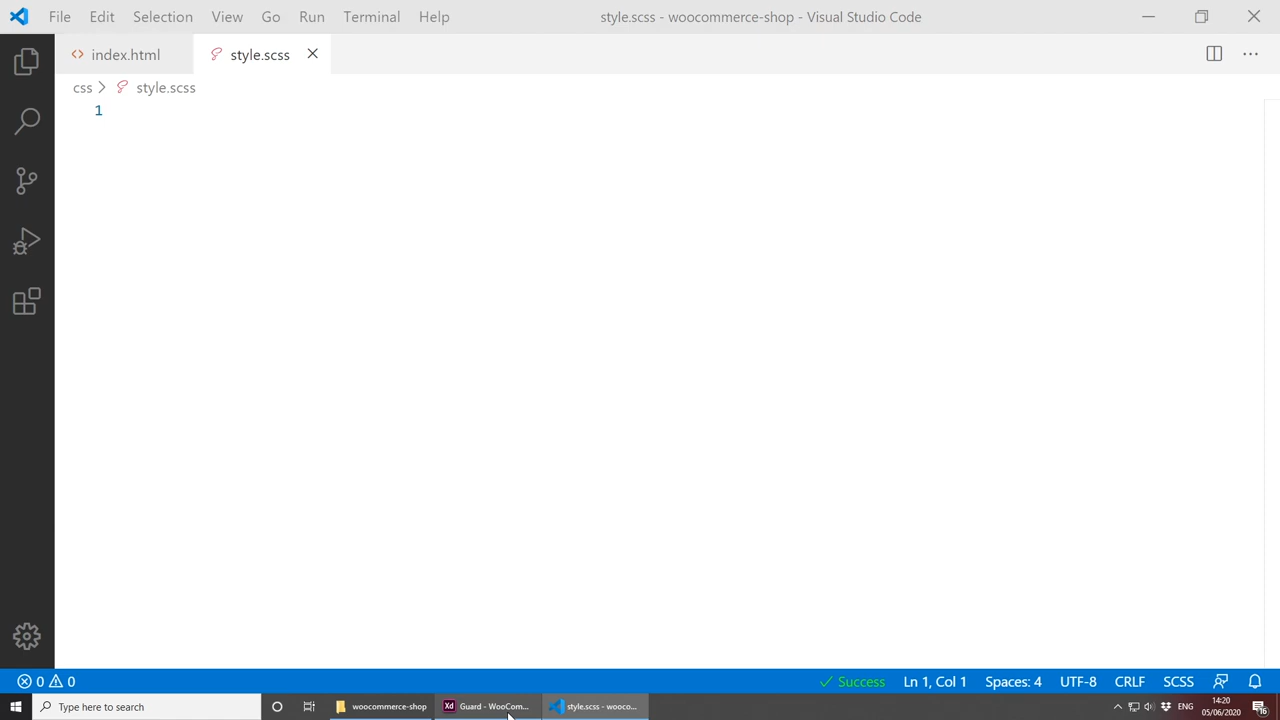 File Edit Selection View Go Run Terminal Help style.scss - woocommerce-shop - Visual Studio Code
index.html style.scss
css style.scss
1
0 0 Success Ln 1, Col 1 Spaces: 4 UTF-8 CRLF SCSS
Type here to search woocommerce-shop Xd Guard - WooCom... style.scss - wooco... ENG 14:20
05/06/2020 6